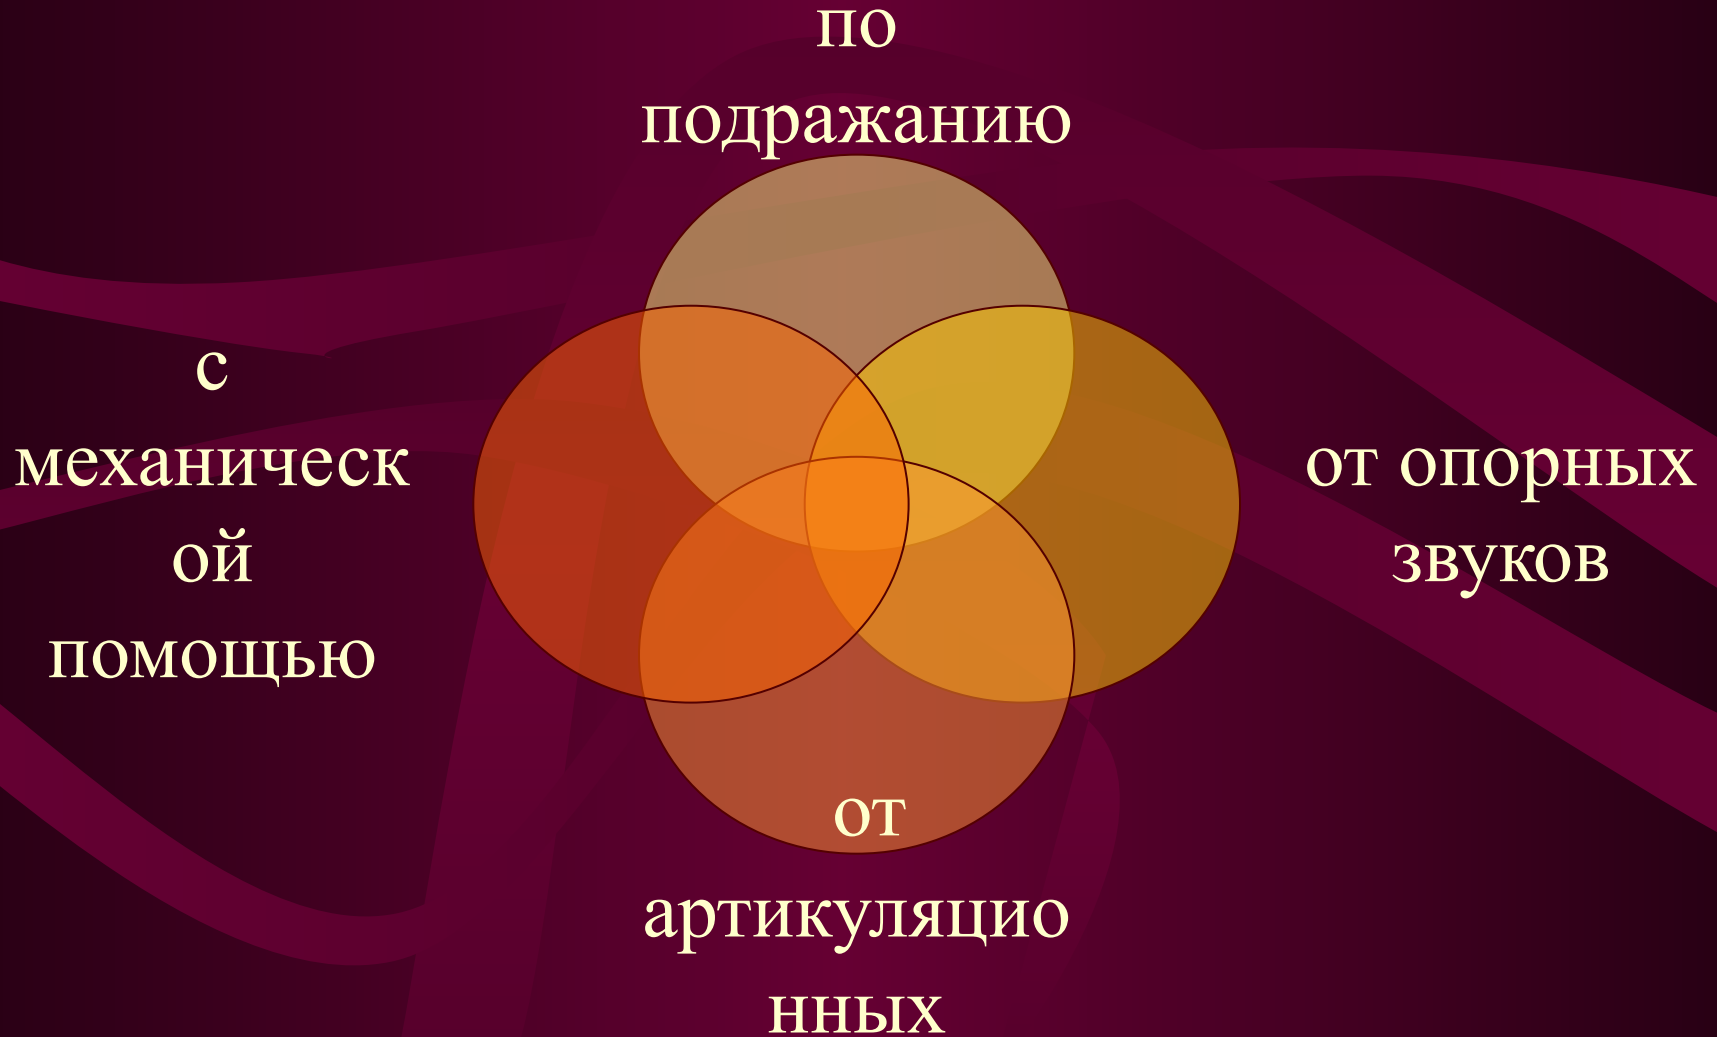 по
подражанию
с
механическ
ой
помощью
от опорных
звуков
от
артикуляцио
нных